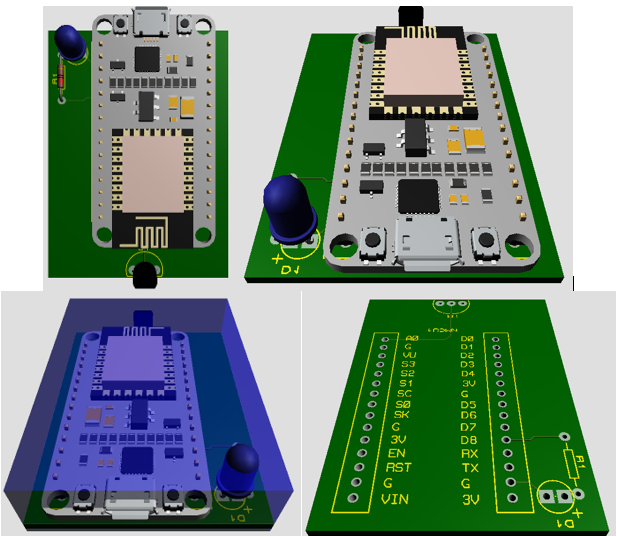 R1
+
D1
+
D1
A0 D0
G D1
VU D2
S3 D3
S2 D4
S1 3V
SC G
S0 D5
SK D6
G D7
3V D8
EN RX
RST TX
G G
VIN 3V
R1
+
D1